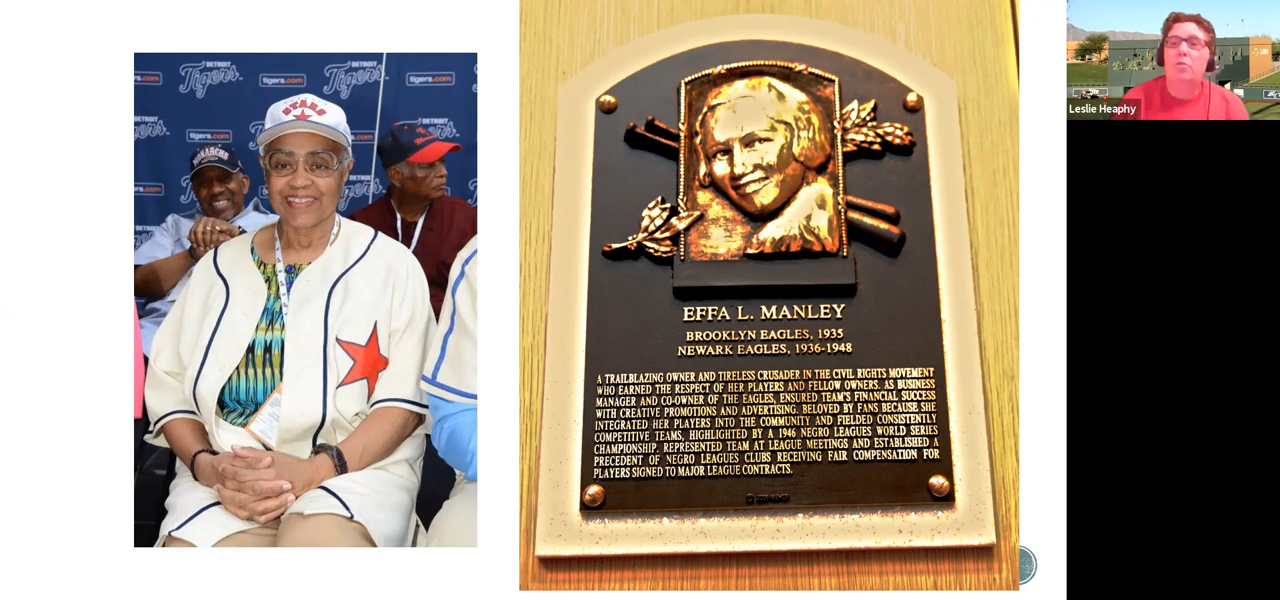 DETROIT
Tigers
tigers.com
DETROIT
Tigers
tigers.com
tigers.com
STARS
MONARCHS
EFFA L. MANLEY
BROOKLYN EAGLES, 1935
NEWARK EAGLES, 1936-1948
A TRAILBLAZING OWNER AND TIRELESS CRUSADER IN THE CIVIL RIGHTS MOVEMENT
WHO EARNED THE RESPECT OF HER PLAYERS AND FELLOW OWNERS. AS BUSINESS
MANAGER AND CO-OWNER OF THE EAGLES, ENSURED TEAM'S FINANCIAL SUCCESS
WITH CREATIVE PROMOTIONS AND ADVERTISING. BELOVED BY FANS BECAUSE SHE
INTEGRATED HER PLAYERS INTO THE COMMUNITY AND FIELDED CONSISTENTLY
COMPETITIVE TEAMS, HIGHLIGHTED BY A 1946 NEGRO LEAGUES WORLD SERIES
CHAMPIONSHIP. REPRESENTED TEAM AT LEAGUE MEETINGS AND ESTABLISHED A
PRECEDENT OF NEGRO LEAGUES CLUBS RECEIVING FAIR COMPENSATION FOR
PLAYERS SIGNED TO MAJOR LEAGUE CONTRACTS.
Leslie Heaphy